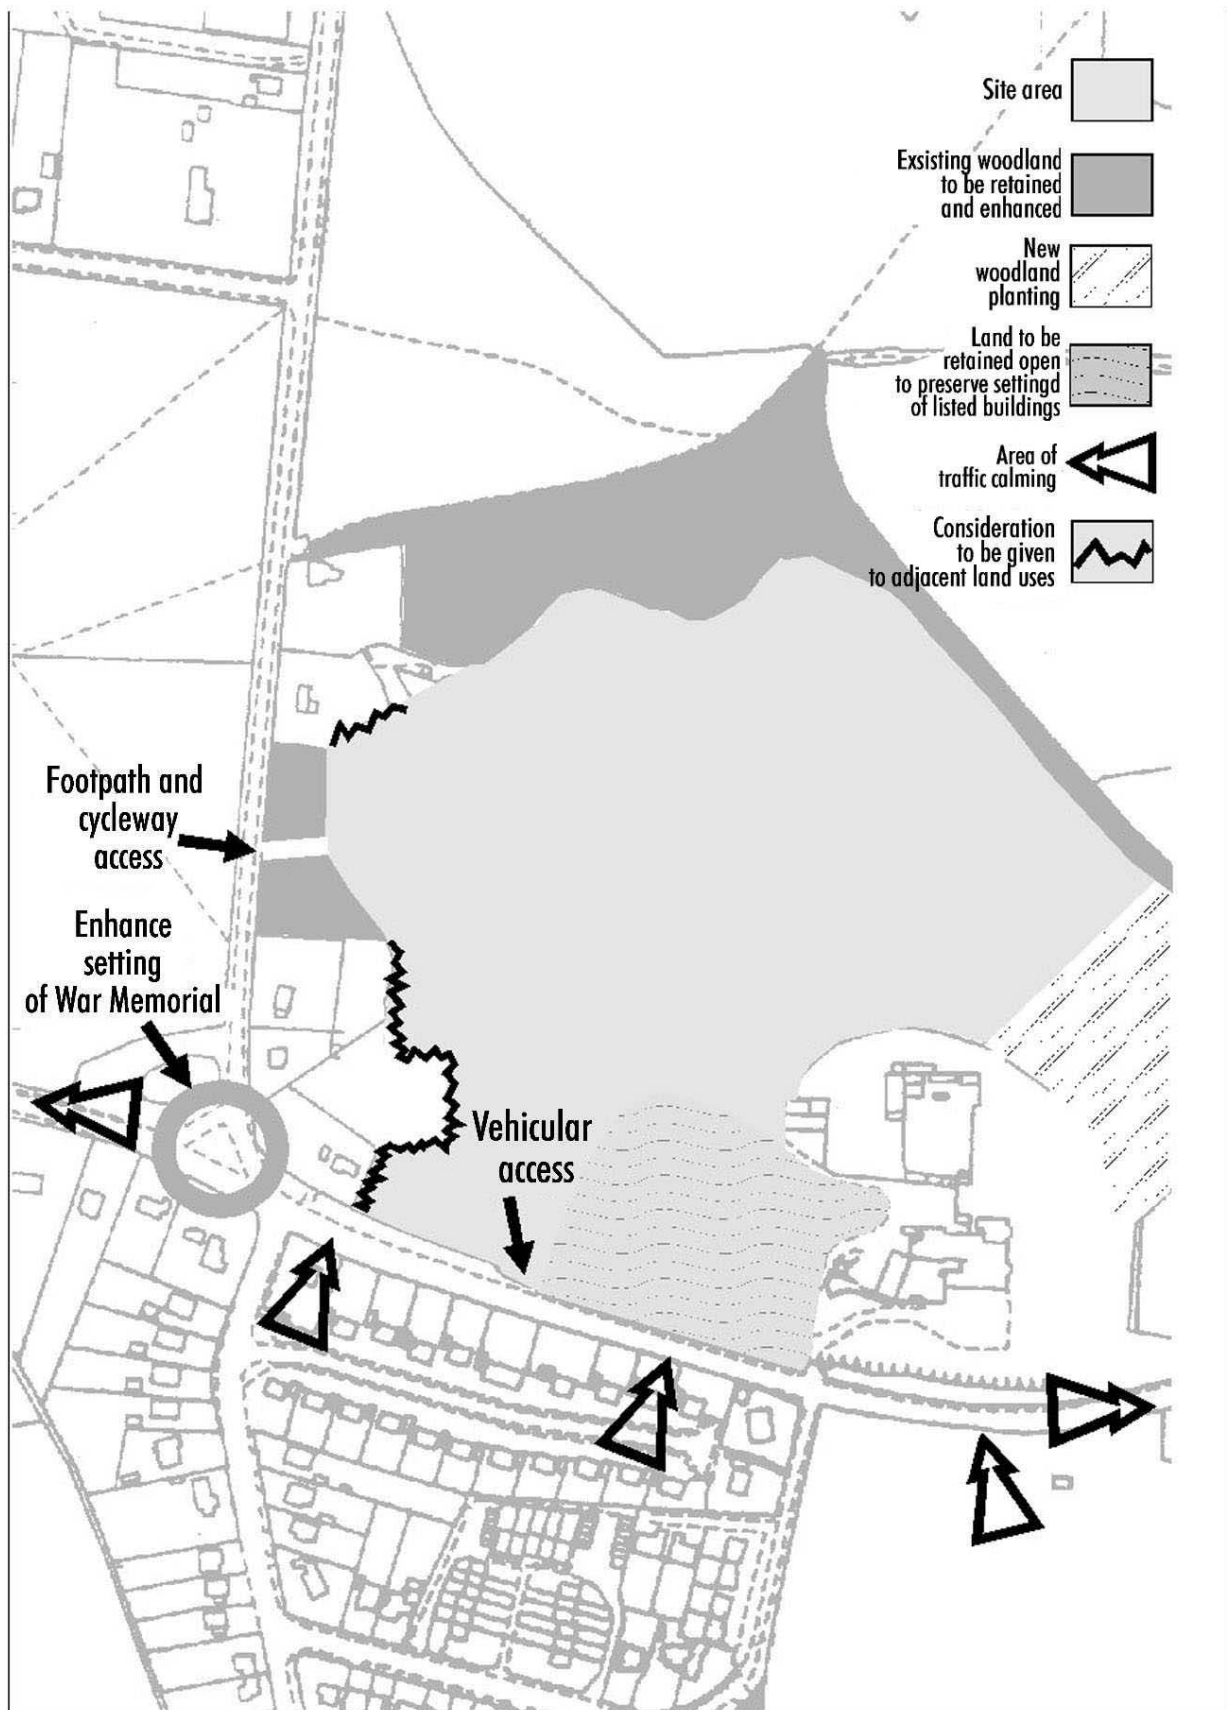 Site area
Exsisting woodland
to be retained
and enhanced
New
woodland
planting
Land to be
retained open
to preserve settingd
of listed buildings
Area of
traffic calming
Consideration
to be given
to adjacent land uses
Footpath and
cycleway
access
Enhance
setting
of War Memorial
Vehicular
access